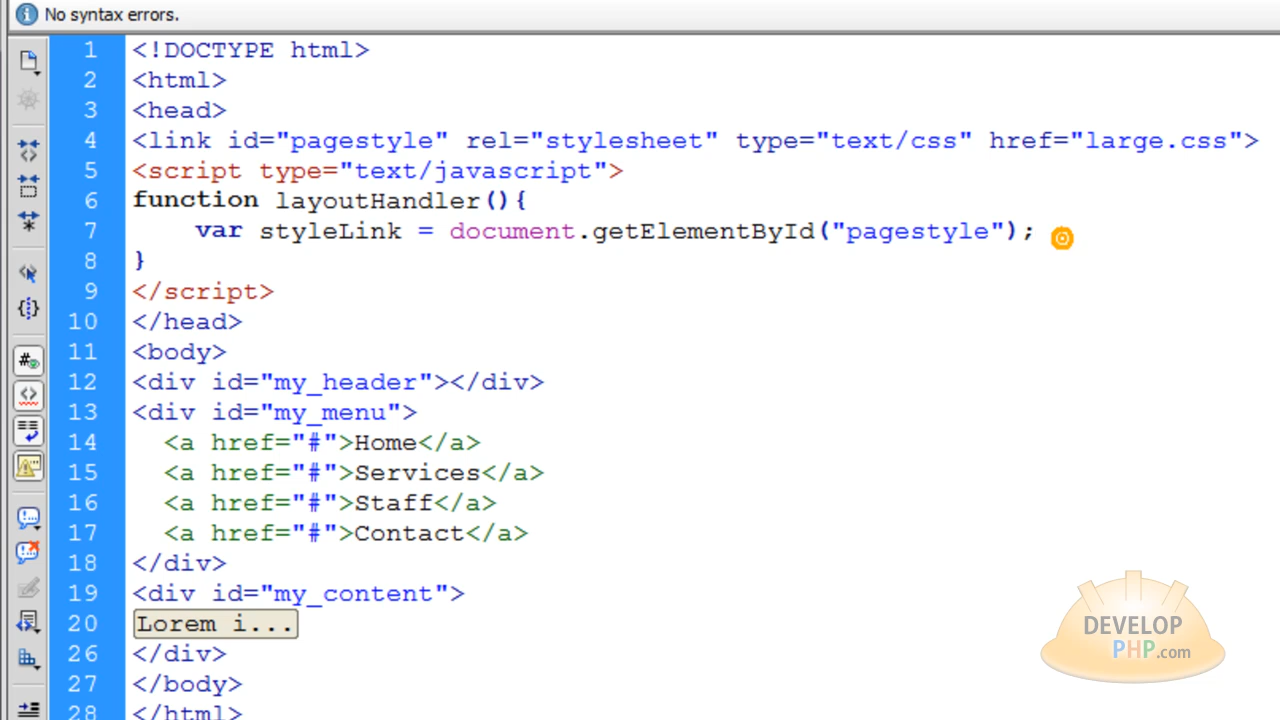 No syntax errors.
1 <!DOCTYPE html>
2 <html>
3 <head>
4 <link id="pagestyle" rel="stylesheet" type="text/css" href="large.css">
5 <script type="text/javascript">
6 function layoutHandler(){
7     var styleLink = document.getElementById("pagestyle");
8 }
9 </script>
10 </head>
11 <body>
12 <div id="my_header"></div>
13 <div id="my_menu">
14   <a href="#">Home</a>
15   <a href="#">Services</a>
16   <a href="#">Staff</a>
17   <a href="#">Contact</a>
18 </div>
19 <div id="my_content">
20 Lorem i...
26 </div>
27 </body>
28 </html>
DEVELOP
PHP.com